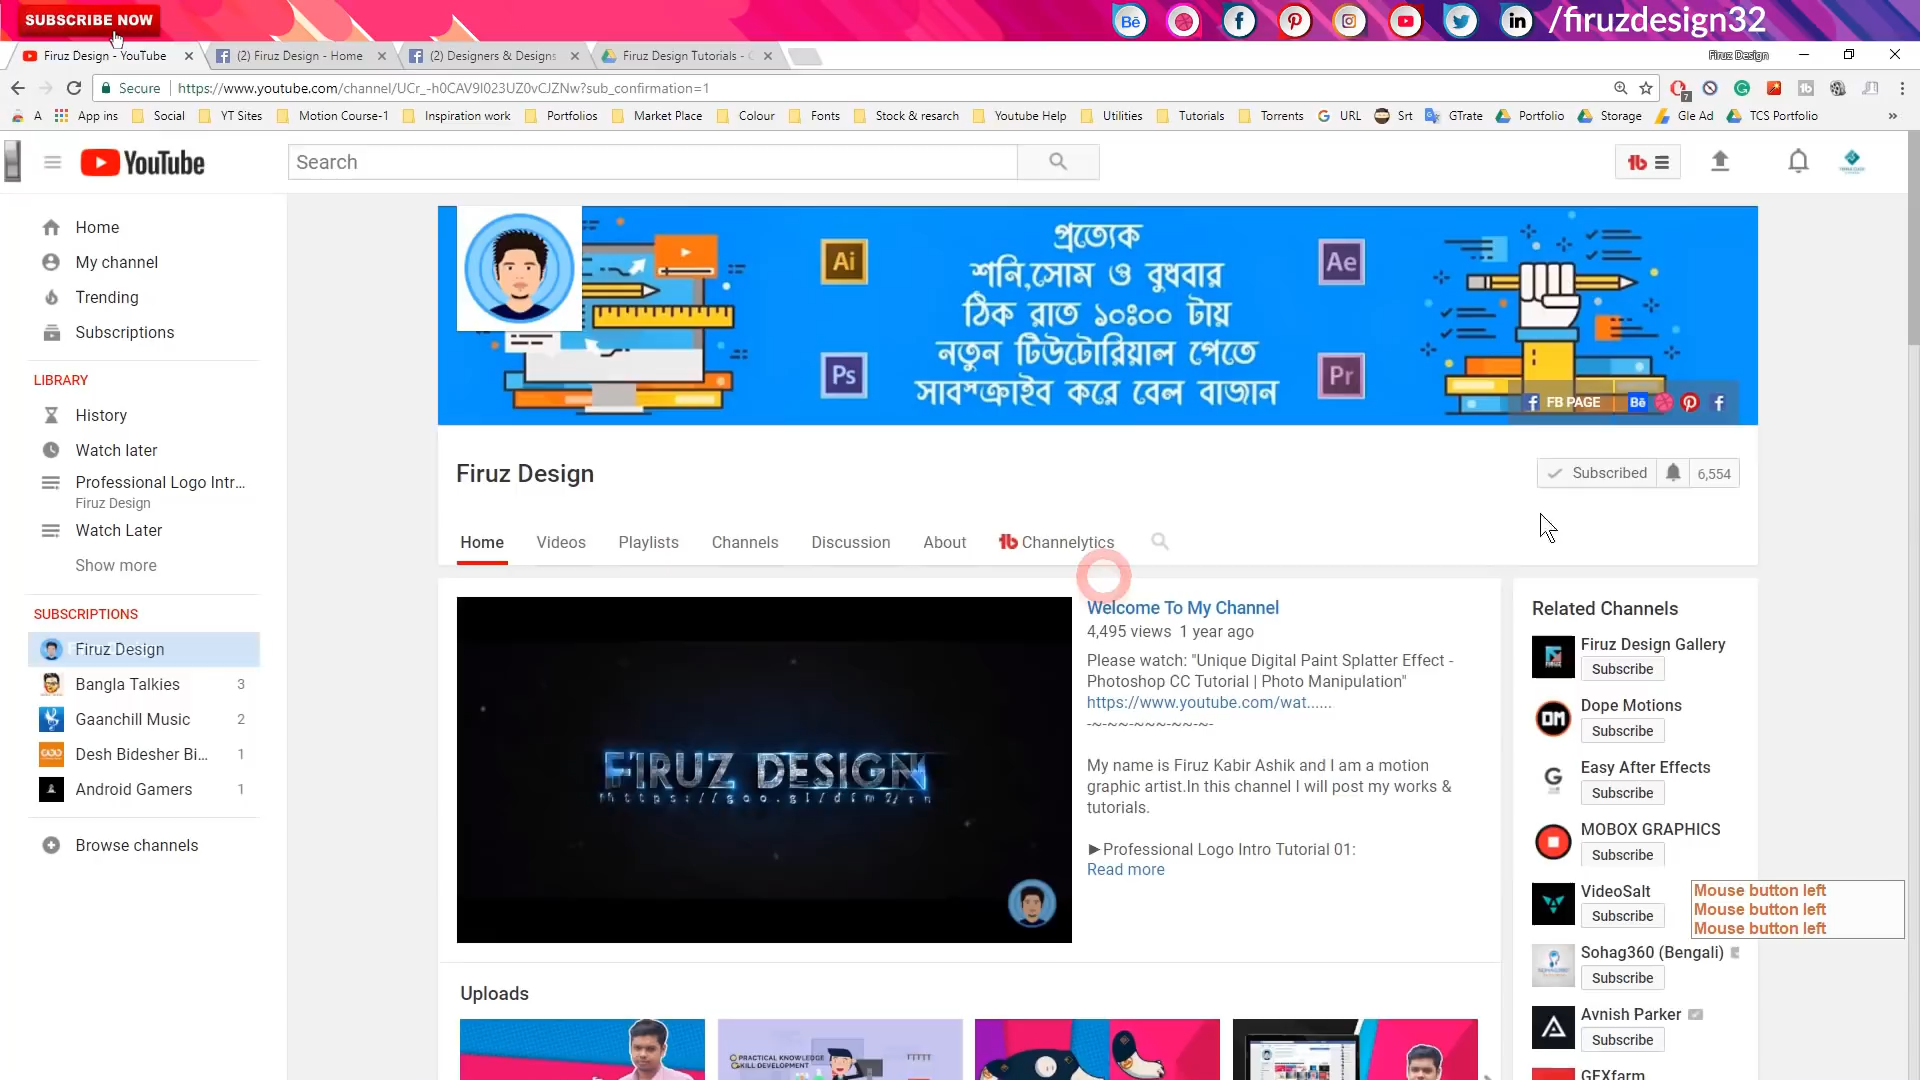 SUBSCRIBE NOW
/firuzdesign32
Firuz Design - YouTube
(2) Firuz Design - Home
(2) Designers & Designs
Firuz Design Tutorials -
Firuz Design
Secure
https://www.youtube.com/channel/UCr_-h0CAV9I023UZ0vCJZNw?sub_confirmation=1
A
App ins
Social
YT Sites
Motion Course-1
Inspiration work
Portfolios
Market Place
Colour
Fonts
Stock & resarch
Youtube Help
Utilities
Tutorials
Torrents
URL
Srt
GTrate
Portfolio
Storage
Gle Ad
TCS Portfolio
YouTube
Search
Home
My channel
Trending
Subscriptions
LIBRARY
History
Watch later
Professional Logo Intr...
Firuz Design
Watch Later
Show more
SUBSCRIPTIONS
Firuz Design
Bangla Talkies 3
Gaanchill Music 2
Desh Bidesher Bi... 1
Android Gamers 1
Browse channels
প্রত্যেক
শনি,সোম ও বুধবার
ঠিক রাত ১০ঃ০০ টায়
নতুন টিউটোরিয়াল পেতে
সাবস্ক্রাইব করে বেল বাজান
Ai
Ae
Ps
Pr
FB PAGE
Bē
Firuz Design
Subscribed
6,554
Home
Videos
Playlists
Channels
Discussion
About
Channelytics
FIRUZ DESIGN
Welcome To My Channel
4,495 views 1 year ago
Please watch: "Unique Digital Paint Splatter Effect -
Photoshop CC Tutorial | Photo Manipulation"
https://www.youtube.com/wat......
-~-~~-~~~-~~-~-
My name is Firuz Kabir Ashik and I am a motion
graphic artist.In this channel I will post my works &
tutorials.
►Professional Logo Intro Tutorial 01:
Read more
Uploads
PRACTICAL KNOWLEDGE
SKILL DEVELOPMENT
Related Channels
Firuz Design Gallery
Subscribe
Dope Motions
Subscribe
Easy After Effects
Subscribe
MOBOX GRAPHICS
Subscribe
VideoSalt
Subscribe
Sohag360 (Bengali)
Subscribe
Avnish Parker
Subscribe
GFXfarm
Mouse button left
Mouse button left
Mouse button left